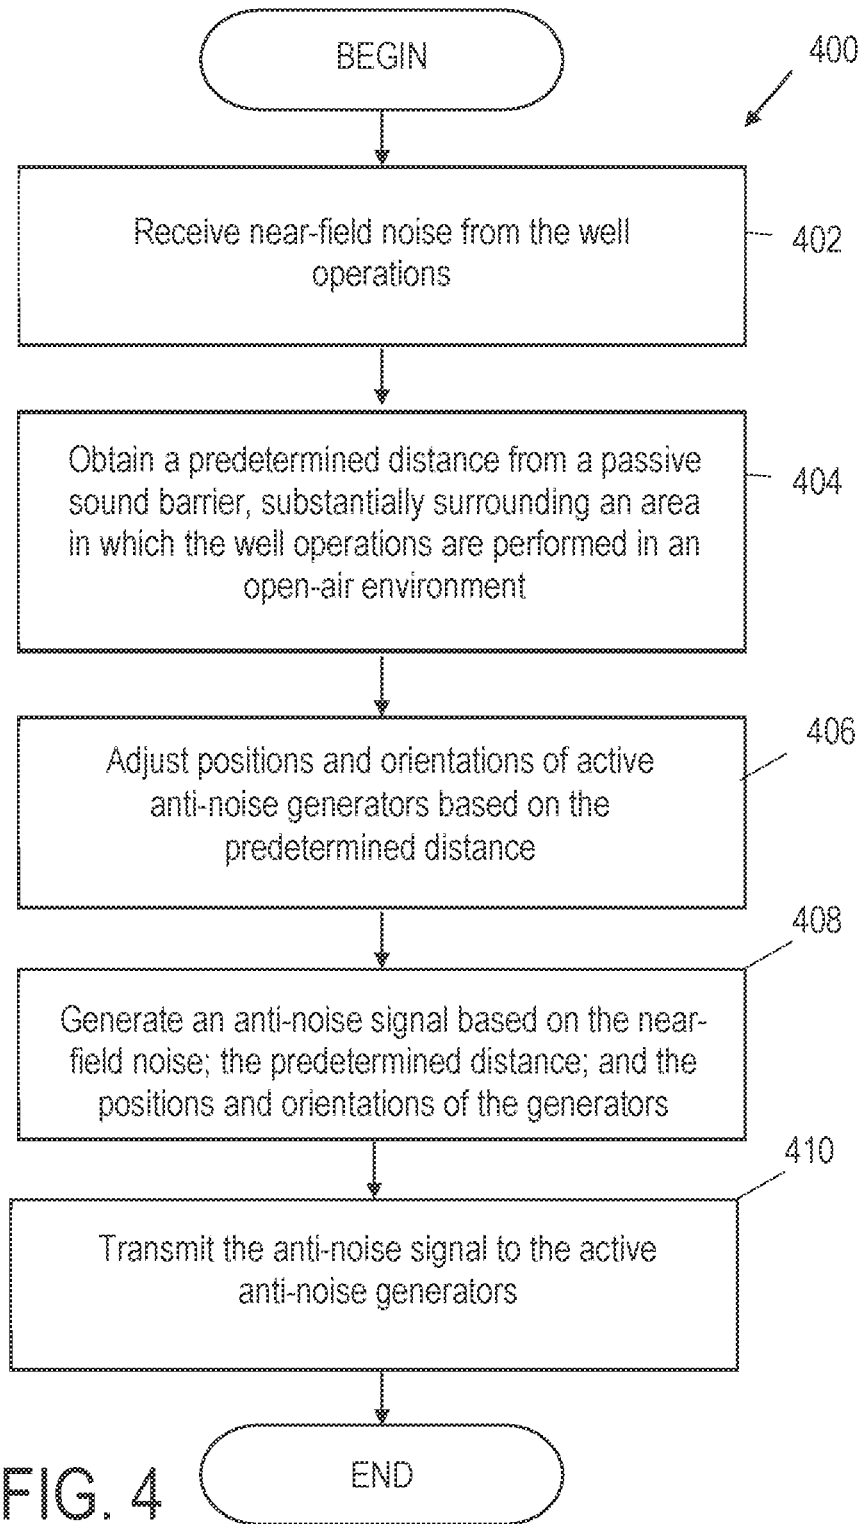 BEGIN
400
Receive near-field noise from the well
operations
402
Obtain a predetermined distance from a passive
sound barrier, substantially surrounding an area
in which the well operations are performed in an
open-air environment
404
Adjust positions and orientations of active
anti-noise generators based on the
predetermined distance
406
408
Generate an anti-noise signal based on the near-
field noise; the predetermined distance; and the
positions and orientations of the generators
410
Transmit the anti-noise signal to the active
anti-noise generators
END
FIG. 4